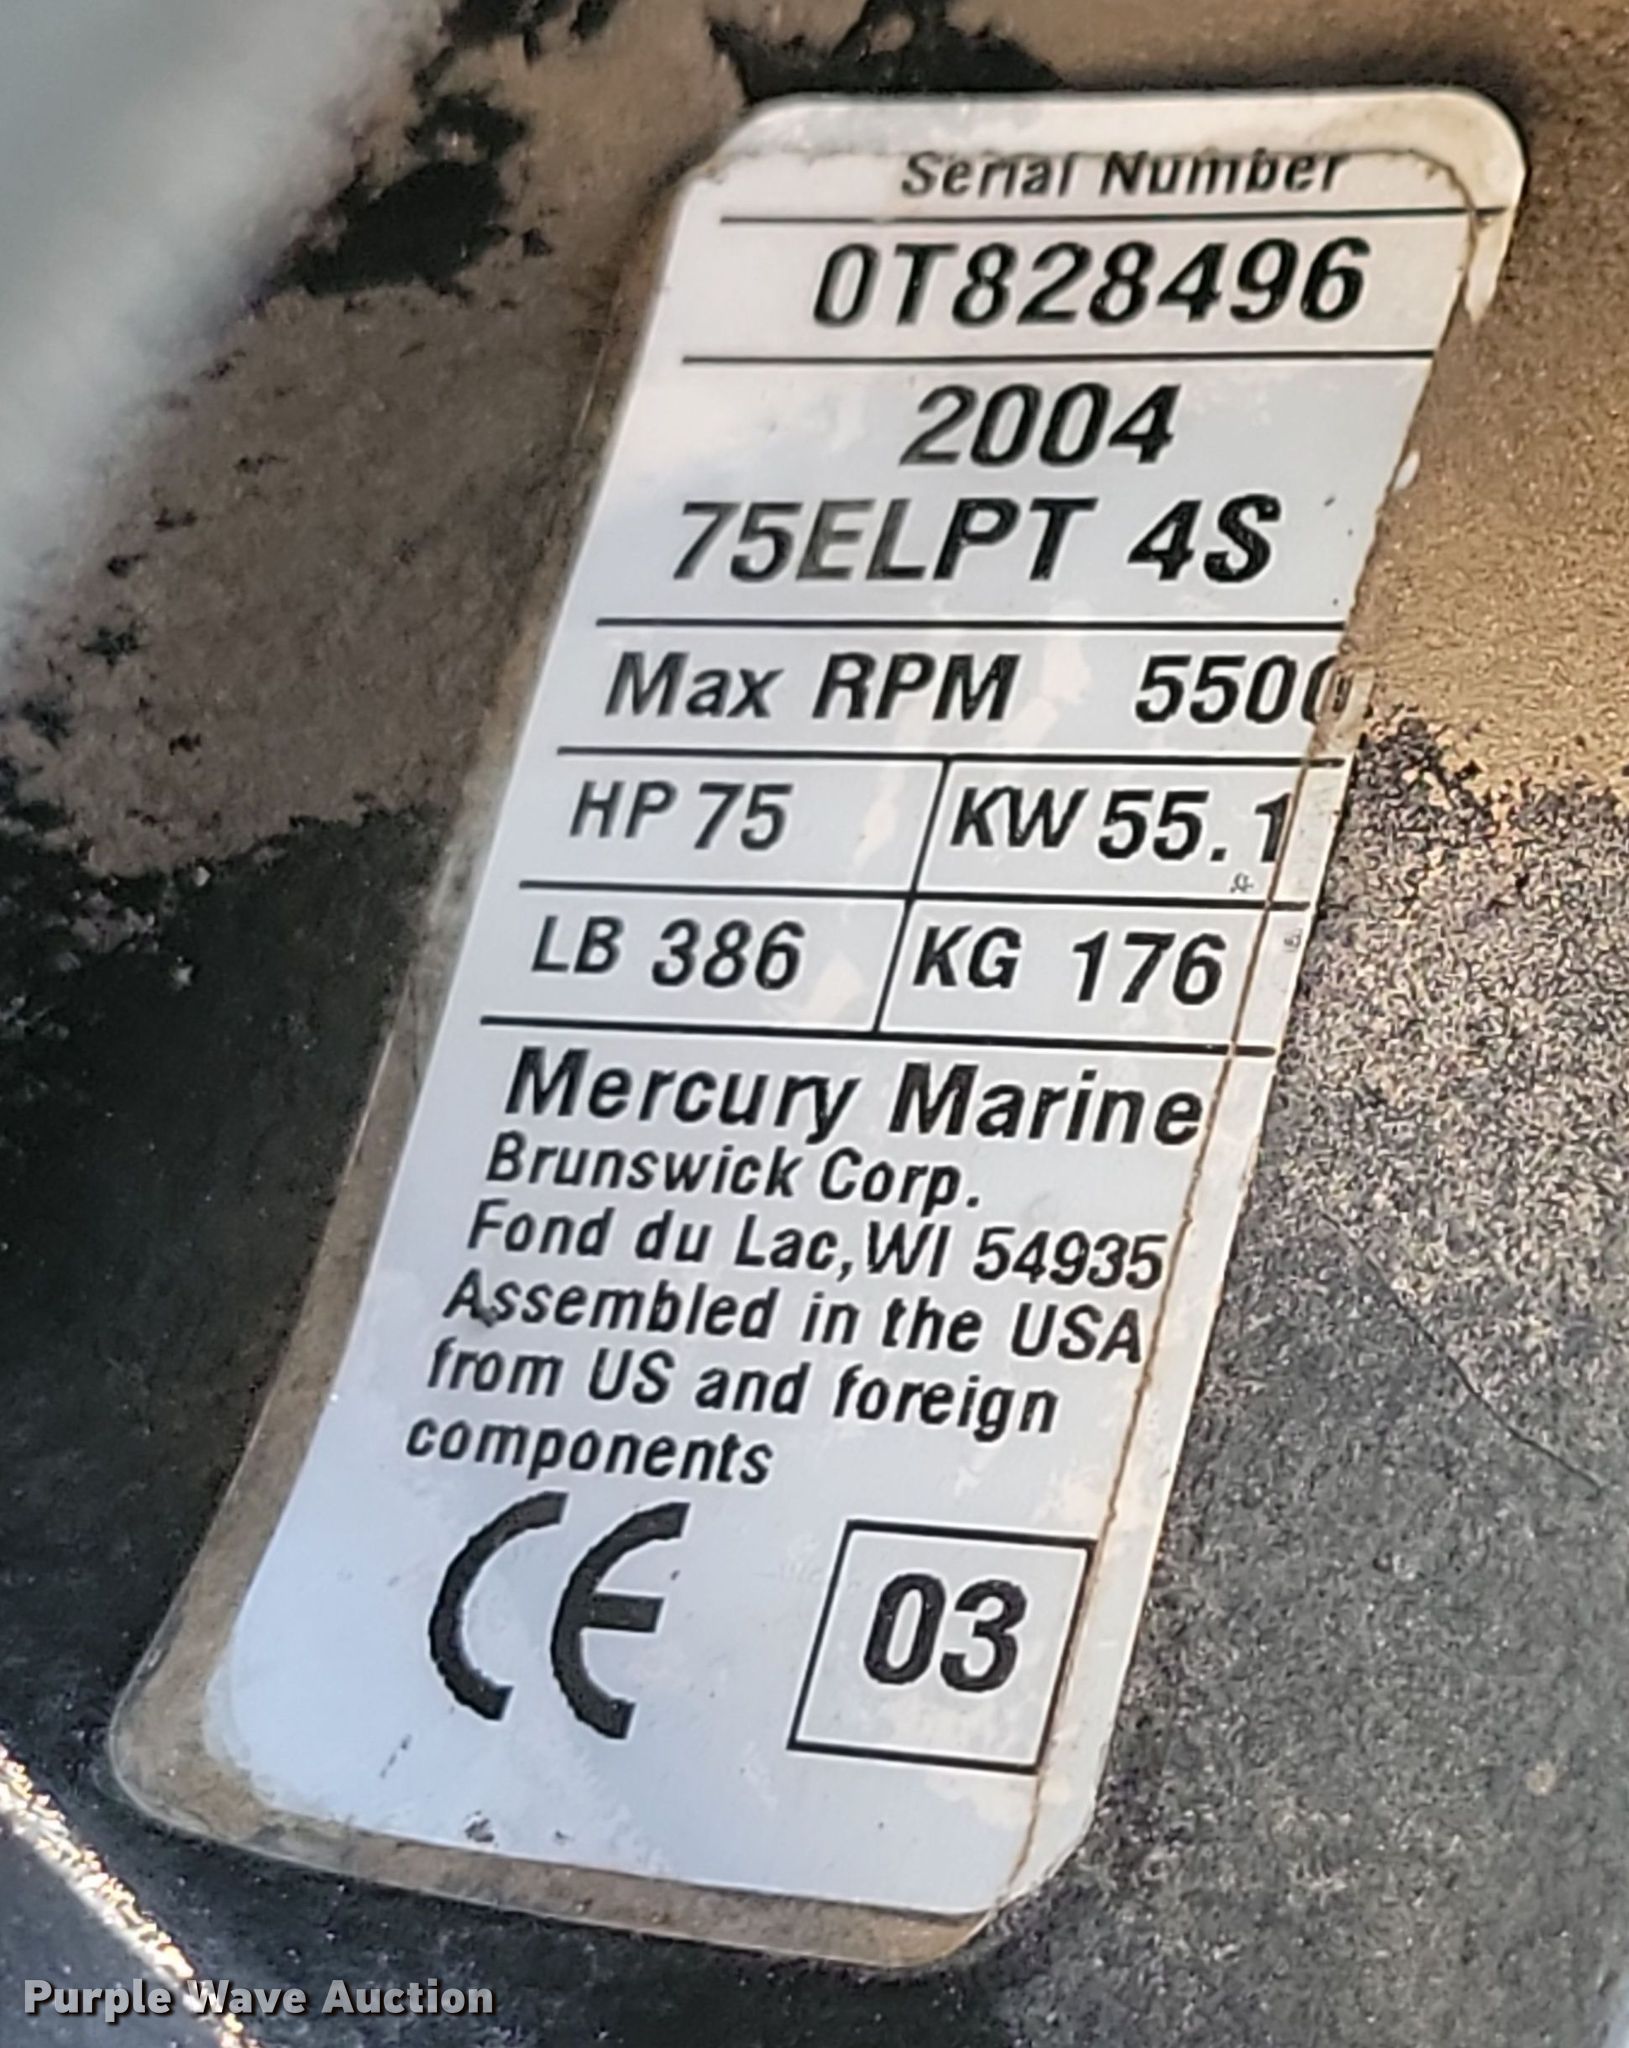 Serial Number
0T828496
2004
75ELPT 4S
Max RPM 5500
HP 75 KW 55.1
LB 386 KG 176
Mercury Marine
Brunswick Corp.
Fond du Lac, WI 54935
Assembled in the USA
from US and foreign
components
CE 03
Purple Wave Auction